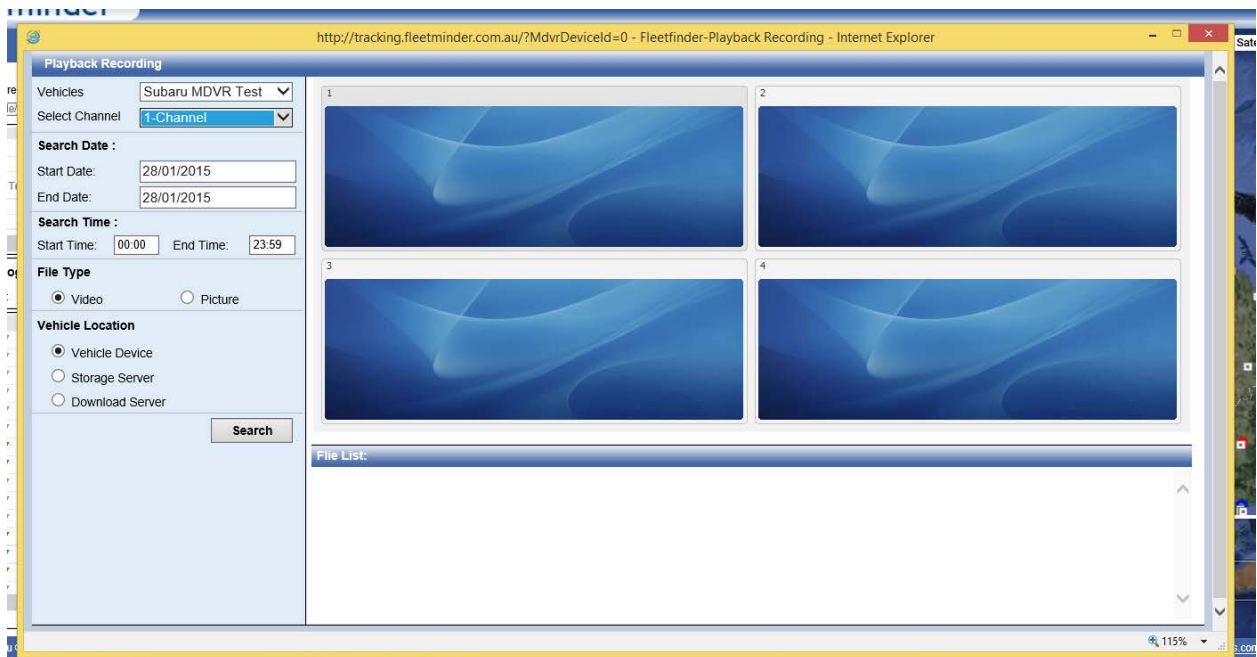 minder
http://tracking.fleetminder.com.au/?MdvrDeviceId=0 - Fleetfinder-Playback Recording - Internet Explorer
Playback Recording
Vehicles Subaru MDVR Test
Select Channel 1-Channel
Search Date :
Start Date: 28/01/2015
End Date: 28/01/2015
Search Time :
Start Time: 00:00 End Time: 23:59
File Type
Video Picture
Vehicle Location
Vehicle Device
Storage Server
Download Server
Search
1
2
3
4
Flie List:
115%